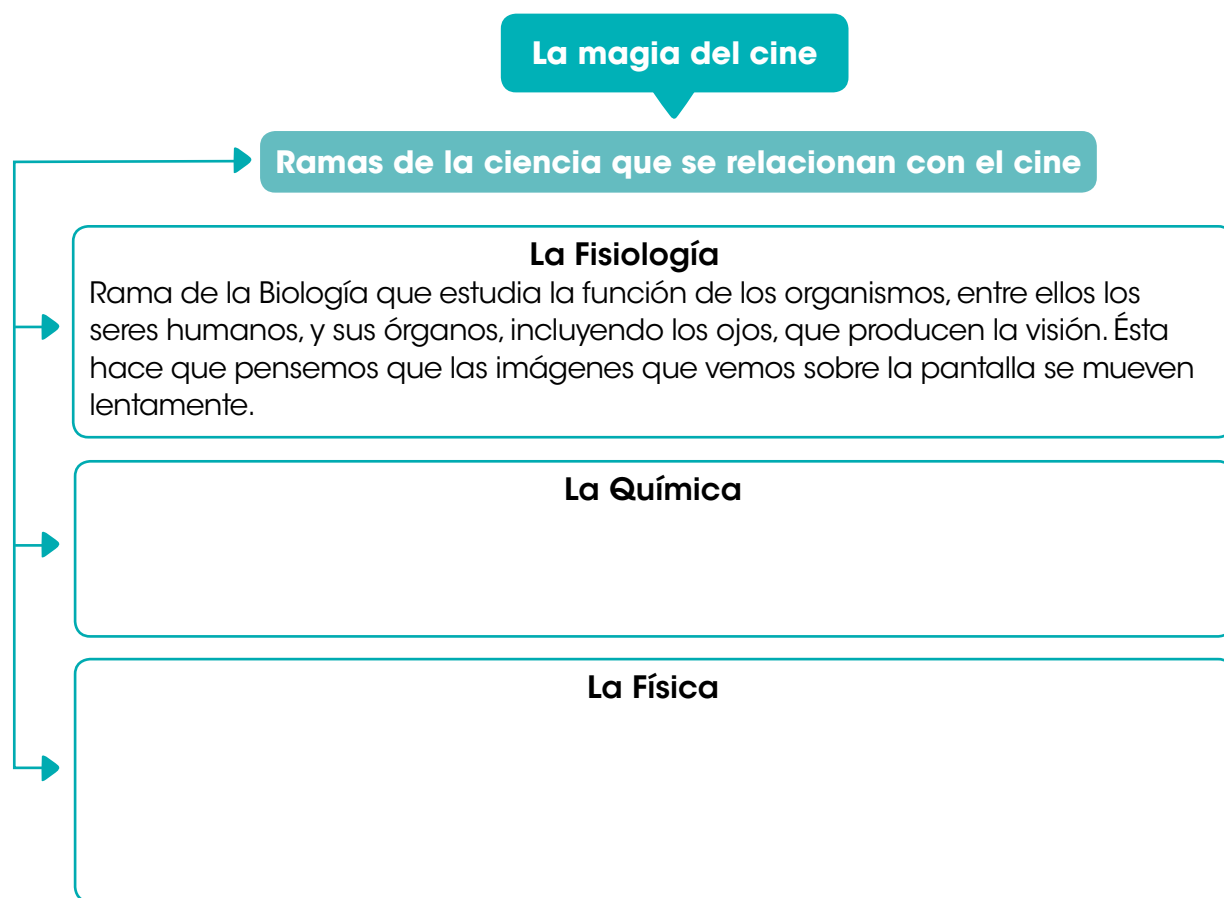 La magia del cine
Ramas de la ciencia que se relacionan con el cine
La Fisiología
Rama de la Biología que estudia la función de los organismos, entre ellos los
seres humanos, y sus órganos, incluyendo los ojos, que producen la visión. Ésta
hace que pensemos que las imágenes que vemos sobre la pantalla se mueven
lentamente.
La Química
La Física